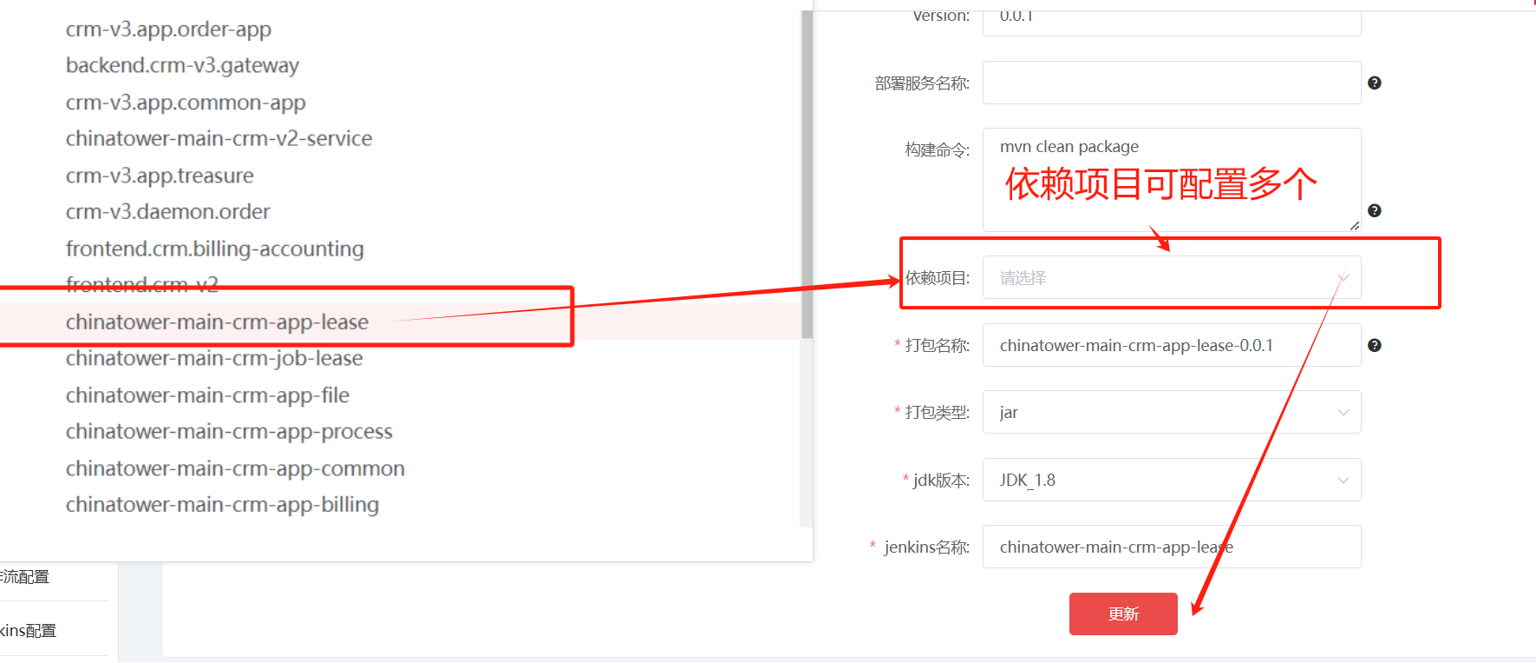 crm-v3.app.order-app
backend.crm-v3.gateway
crm-v3.app.common-app
chinatower-main-crm-v2-service
crm-v3.app.treasure
crm-v3.daemon.order
frontend.crm.billing-accounting
frontend.crm-v2
chinatower-main-crm-app-lease
chinatower-main-crm-job-lease
chinatower-main-crm-app-file
chinatower-main-crm-app-process
chinatower-main-crm-app-common
chinatower-main-crm-app-billing
流配置
kins配置
Version: 0.0.1
部署服务名称:
构建命令: mvn clean package
依赖项目可配置多个
依赖项目: 请选择
* 打包名称: chinatower-main-crm-app-lease-0.0.1
* 打包类型: jar
* jdk版本: JDK_1.8
* jenkins名称: chinatower-main-crm-app-lease
更新